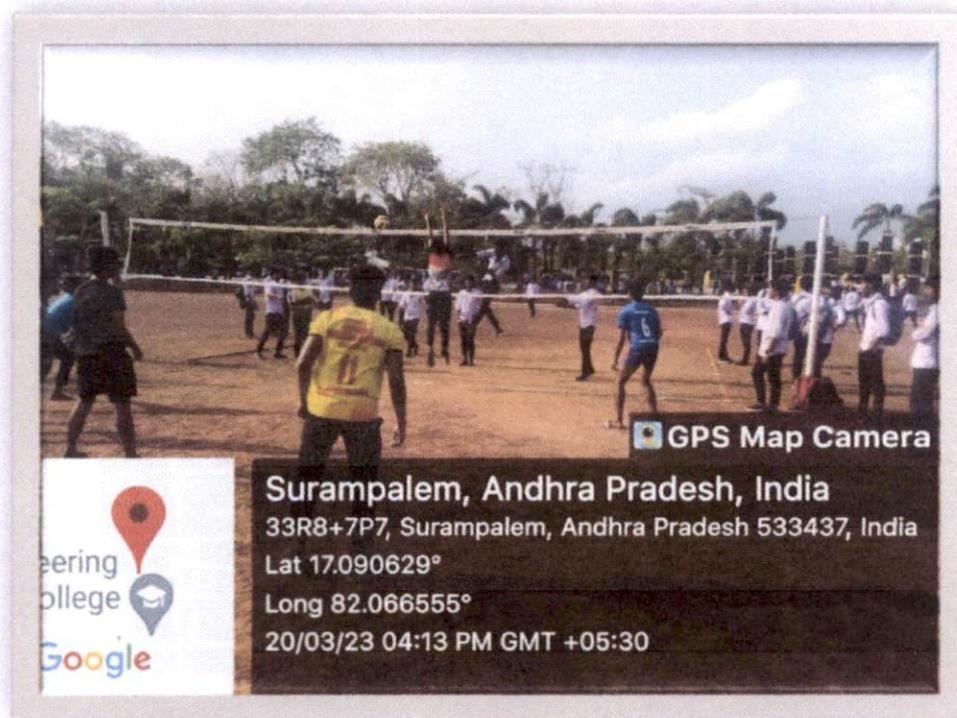 11
6
GPS Map Camera
Surampalem, Andhra Pradesh, India
33R8+7P7, Surampalem, Andhra Pradesh 533437, India
Lat 17.090629°
Long 82.066555°
20/03/23 04:13 PM GMT +05:30
eering
ollege
Google